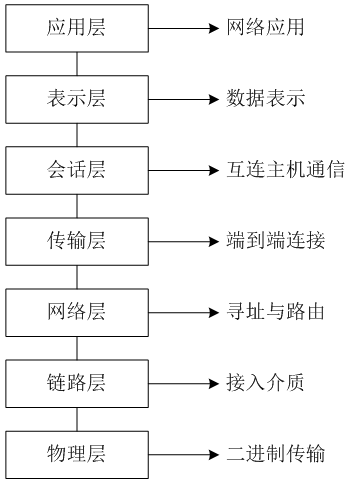 应用层 网络应用
表示层 数据表示
会话层 互连主机通信
传输层 端到端连接
网络层 寻址与路由
链路层 接入介质
物理层 二进制传输